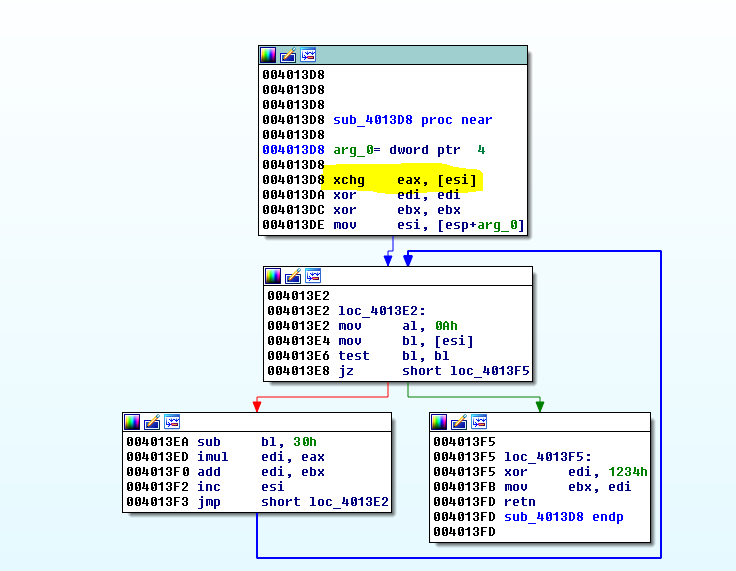 004013D8
004013D8
004013D8
004013D8 sub_4013D8 proc near
004013D8
004013D8 arg_0= dword ptr  4
004013D8
004013D8 xchg    eax, [esi]
004013DA xor     edi, edi
004013DC xor     ebx, ebx
004013DE mov     esi, [esp+arg_0]
004013E2
004013E2 loc_4013E2:
004013E2 mov     al, 0Ah
004013E4 mov     bl, [esi]
004013E6 test    bl, bl
004013E8 jz      short loc_4013F5
004013EA sub     bl, 30h
004013ED imul    edi, eax
004013F0 add     edi, ebx
004013F2 inc     esi
004013F3 jmp     short loc_4013E2
004013F5
004013F5 loc_4013F5:
004013F5 xor     edi, 1234h
004013FB mov     ebx, edi
004013FD retn
004013FD sub_4013D8 endp
004013FD